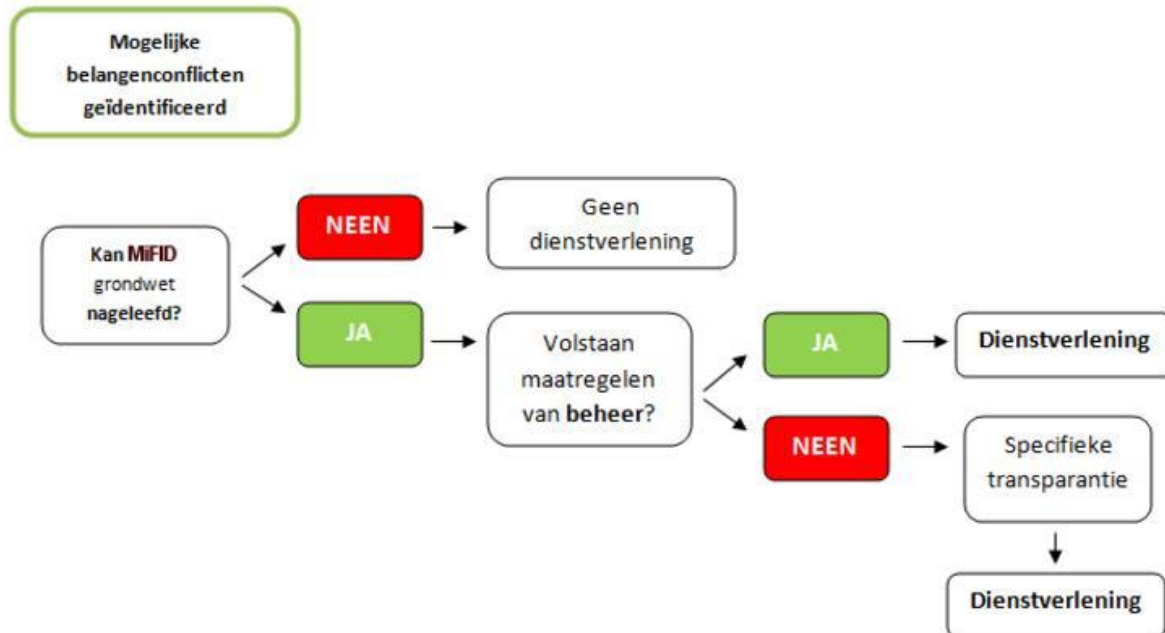 Mogelijke
belangenconflicten
geïdentificeerd
NEEN
Geen
dienstverlening
Kan MiFID
grondwet
nageleefd?
JA
Volstaan
maatregelen
van beheer?
JA
Dienstverlening
NEEN
Specifieke
transparantie
Dienstverlening